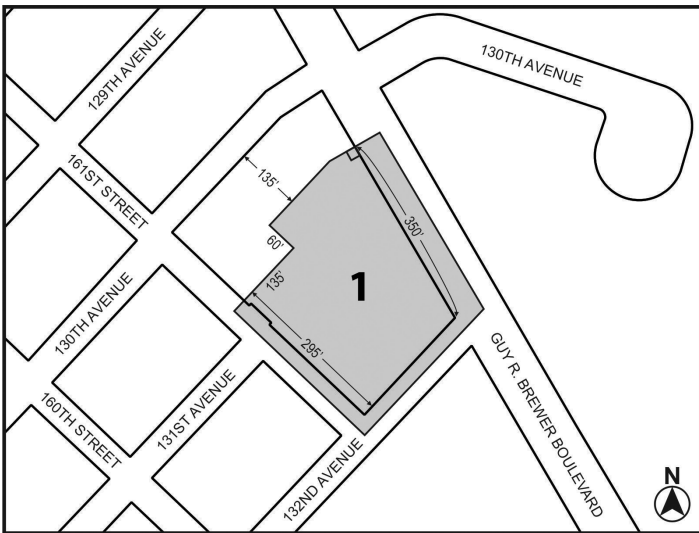 129TH AVENUE
130TH AVENUE
161ST STREET
135'
60'
350'
135'
1
295'
130TH AVENUE
131ST AVENUE
160TH STREET
132ND AVENUE
GUY R. BREWER BOULEVARD
N